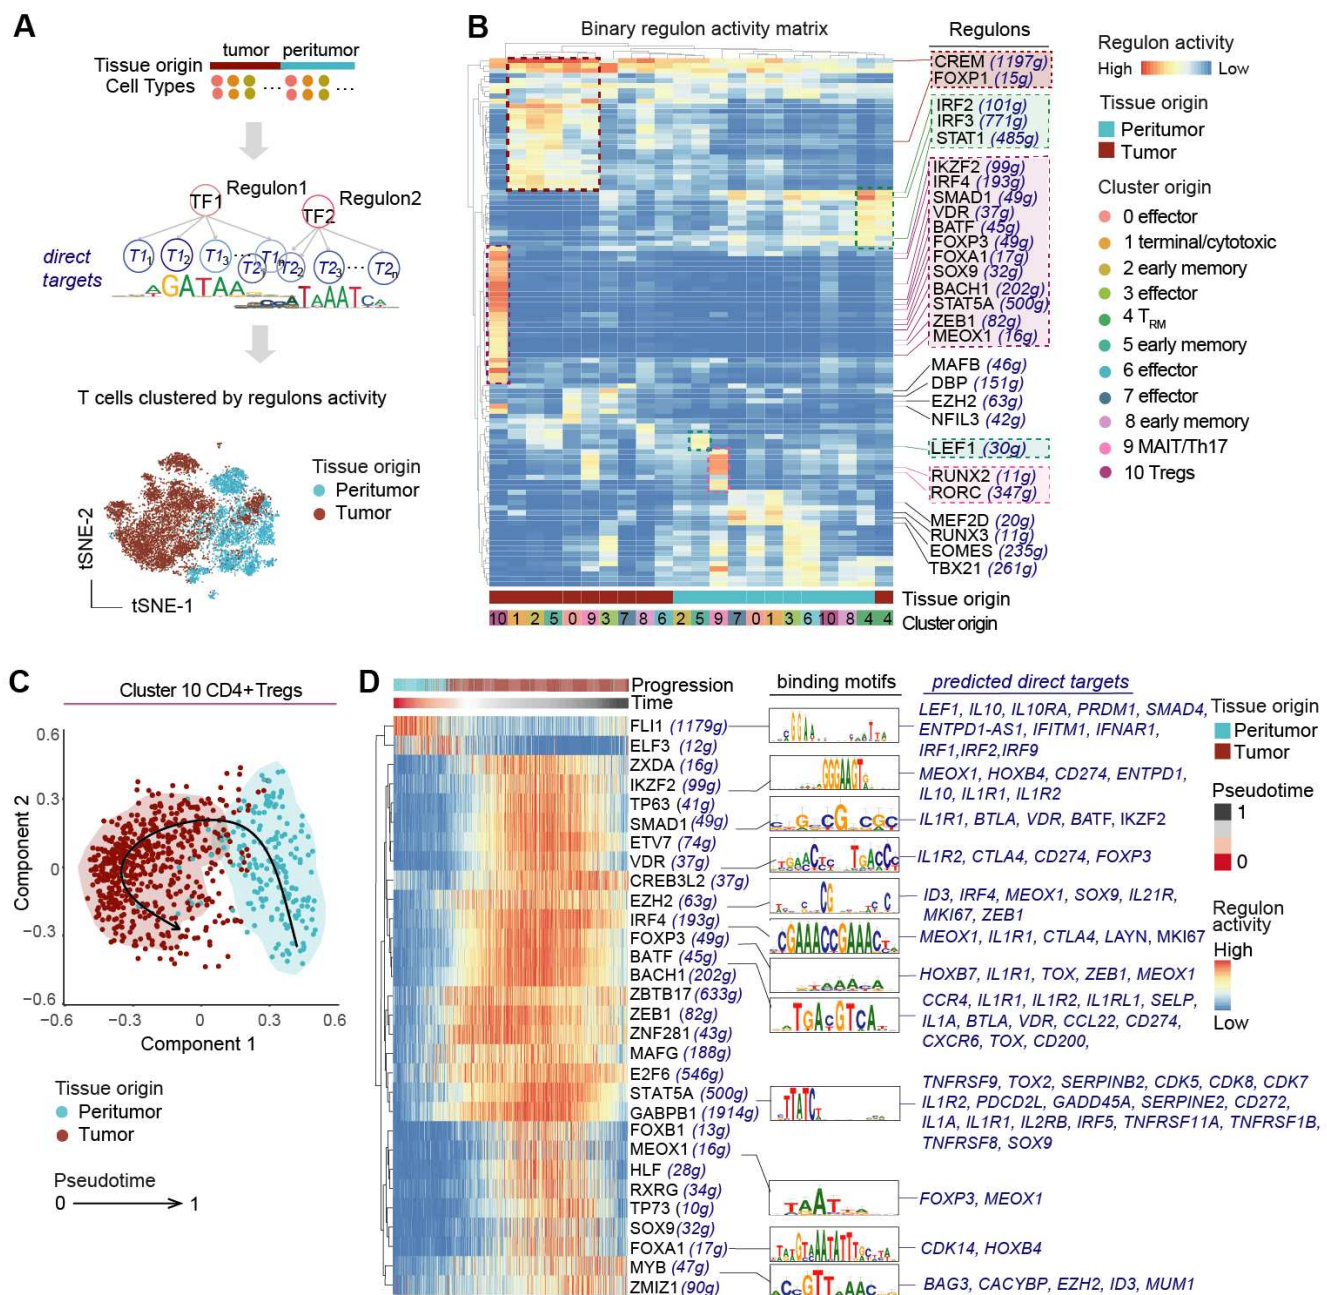 A
tumor peritumor
Tissue origin
Cell Types
... ...
Regulon1
Regulon2
TF1
TF2
direct
targets
T1₁ T1₂ T1₃ ... T1ₙ T2₂ T2₃ ... T2ₙ
GATAA
ATAAT
T cells clustered by regulons activity
tSNE-2
tSNE-1
Tissue origin
Peritumor
Tumor
B
Binary regulon activity matrix
Regulons
CREM (1197g)
FOXP1 (15g)
IRF2 (101g)
IRF3 (771g)
STAT1 (485g)
IKZF2 (99g)
IRF4 (193g)
SMAD1 (49g)
VDR (37g)
BATF (45g)
FOXP3 (49g)
FOXA1 (17g)
SOX9 (32g)
BACH1 (202g)
STAT5A (500g)
ZEB1 (82g)
MEOX1 (16g)
MAFB (46g)
DBP (151g)
EZH2 (63g)
NFIL3 (42g)
LEF1 (30g)
RUNX2 (11g)
RORC (347g)
MEF2D (20g)
RUNX3 (11g)
EOMES (235g)
TBX21 (261g)
Tissue origin
10 1 2 5 0 9 3 7 8 6 2 5 9 7 0 1 3 6 10 8 4 4 Cluster origin
Regulon activity
High Low
Tissue origin
Peritumor
Tumor
Cluster origin
0 effector
1 terminal/cytotoxic
2 early memory
3 effector
4 TRM
5 early memory
6 effector
7 effector
8 early memory
9 MAIT/Th17
10 Tregs
C
Cluster 10 CD4+ Tregs
Component 2
0.6
0.3
0
−0.3
−0.6
−0.6 −0.3 0 0.3 0.6
Component 1
Tissue origin
Peritumor
Tumor
Pseudotime
0 1
D
Progression
Time
FLI1 (1179g)
ELF3 (12g)
ZXDA (16g)
IKZF2 (99g)
TP63 (41g)
SMAD1 (49g)
ETV7 (74g)
VDR (37g)
CREB3L2 (37g)
EZH2 (63g)
IRF4 (193g)
FOXP3 (49g)
BATF (45g)
BACH1 (202g)
ZBTB17 (633g)
ZEB1 (82g)
ZNF281 (43g)
MAFG (188g)
E2F6 (546g)
STAT5A (500g)
GABPB1 (1914g)
FOXB1 (13g)
MEOX1 (16g)
HLF (28g)
RXRG (34g)
TP73 (10g)
SOX9 (32g)
FOXA1 (17g)
MYB (47g)
ZMIZ1 (90g)
binding motifs
GGGAAGT
CGAAACCGAAAC
TGACGTCA
TTATC
predicted direct targets
LEF1, IL10, IL10RA, PRDM1, SMAD4,
ENTPD1-AS1, IFITM1, IFNAR1,
IRF1,IRF2,IRF9
MEOX1, HOXB4, CD274, ENTPD1,
IL10, IL1R1, IL1R2
IL1R1, BTLA, VDR, BATF, IKZF2
IL1R2, CTLA4, CD274, FOXP3
ID3, IRF4, MEOX1, SOX9, IL21R,
MKI67, ZEB1
MEOX1, IL1R1, CTLA4, LAYN, MKI67
HOXB7, IL1R1, TOX, ZEB1, MEOX1
CCR4, IL1R1, IL1R2, IL1RL1, SELP,
IL1A, BTLA, VDR, CCL22, CD274,
CXCR6, TOX, CD200,
TNFRSF9, TOX2, SERPINB2, CDK5, CDK8, CDK7
IL1R2, PDCD2L, GADD45A, SERPINE2, CD272,
IL1A, IL1R1, IL2RB, IRF5, TNFRSF11A, TNFRSF1B,
TNFRSF8, SOX9
FOXP3, MEOX1
CDK14, HOXB4
BAG3, CACYBP, EZH2, ID3, MUM1
Tissue origin
Peritumor
Tumor
Pseudotime
1
0
Regulon
activity
High
Low